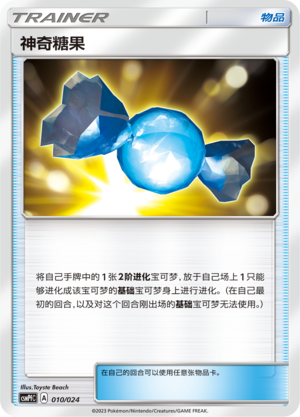 TRAINER 物品
神奇糖果
将自己手牌中的1张2阶进化宝可梦，放于自己场上1只能
够进化成该宝可梦的基础宝可梦身上进行进化。（在自己最
初的回合，以及对这个回合刚出场的基础宝可梦无法使用。）
在自己的回合可以使用任意张物品卡。
Illus.Toyste Beach
CSMPfC A 010/024
©2023 Pokémon/Nintendo/Creatures/GAME FREAK.